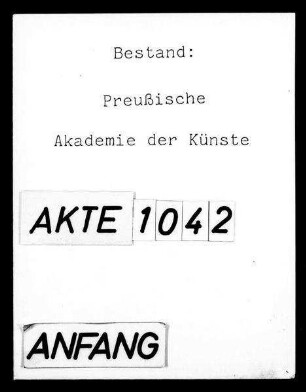 Bestand:
Preußische
Akademie der Künste
AKTE 1042
ANFANG